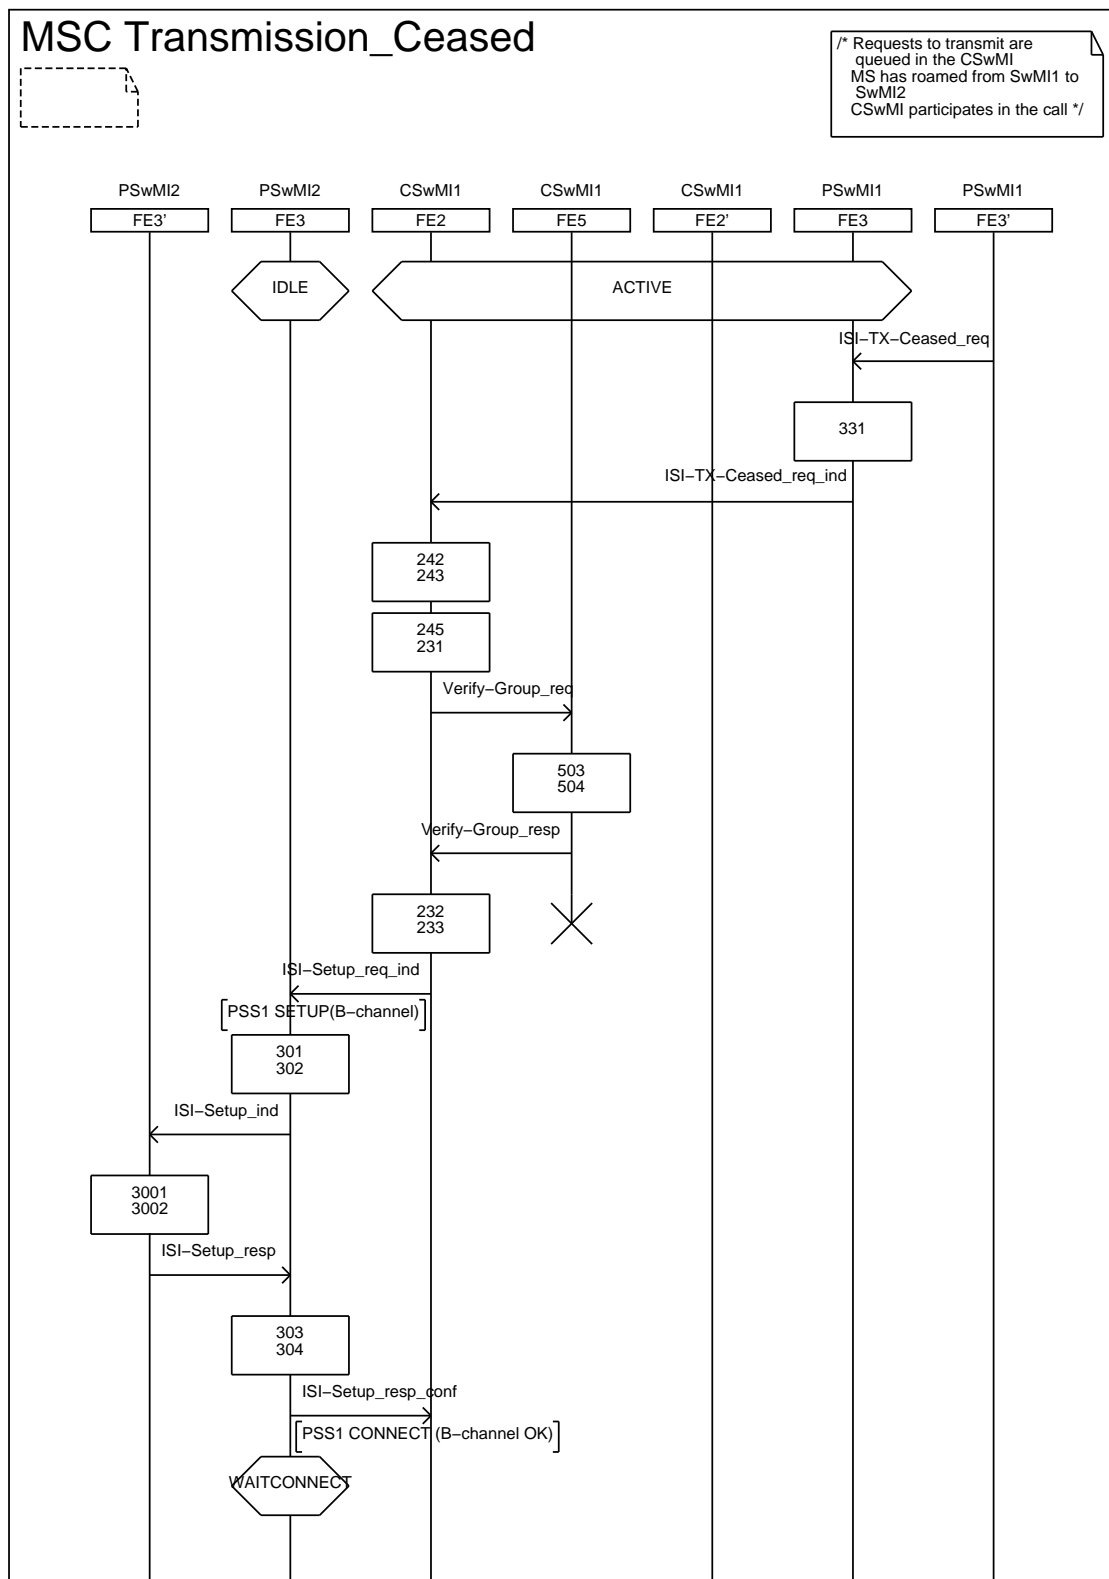 MSC Transmission_Ceased
/* Requests to transmit are
queued in the CSwMI
MS has roamed from SwMI1 to
SwMI2
CSwMI participates in the call */
PSwMI2 PSwMI2 CSwMI1 CSwMI1 CSwMI1 PSwMI1 PSwMI1
FE3' FE3 FE2 FE5 FE2' FE3 FE3'
IDLE ACTIVE
ISI−TX−Ceased_req
331
ISI−TX−Ceased_req_ind
242
243
245
231
Verify−Group_req
503
504
Verify−Group_resp
232
233
ISI−Setup_req_ind
PSS1 SETUP(B−channel)
301
302
ISI−Setup_ind
3001
3002
ISI−Setup_resp
303
304
ISI−Setup_resp_conf
PSS1 CONNECT (B−channel OK)
WAITCONNECT